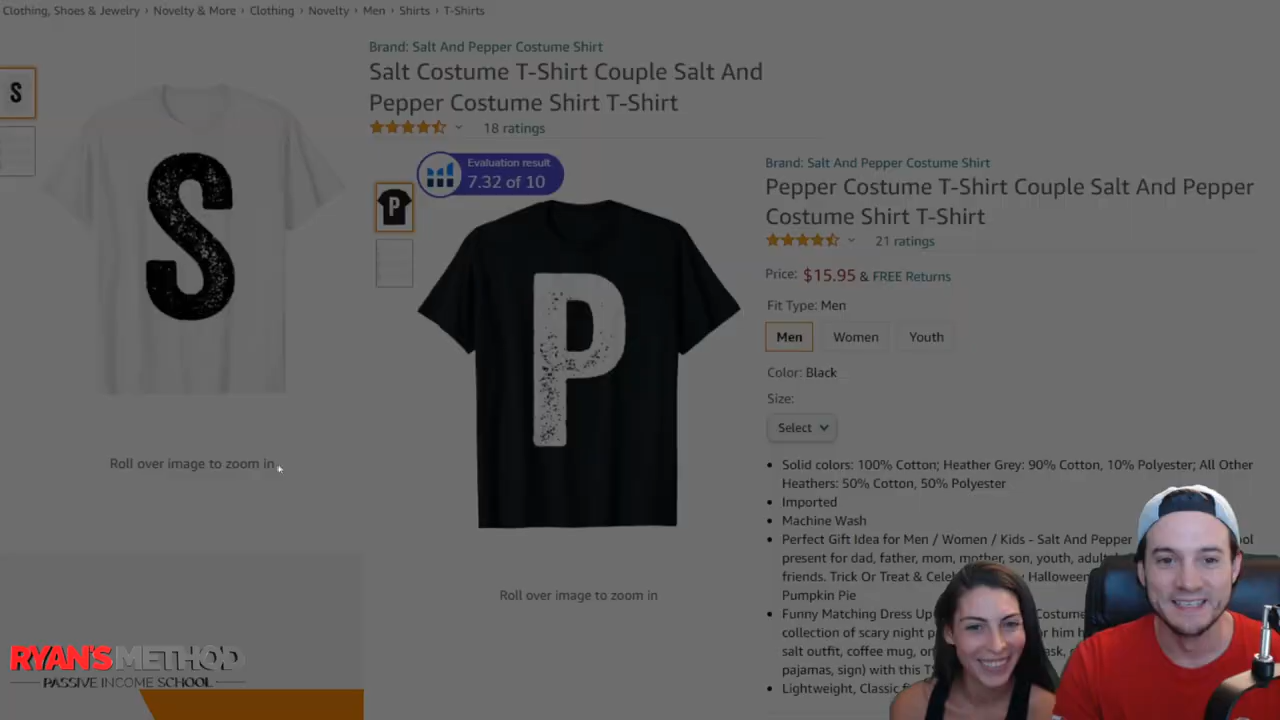 Clothing, Shoes & Jewelry › Novelty & More › Clothing › Novelty › Men › Shirts › T-Shirts
S
S
Brand: Salt And Pepper Costume Shirt
Salt Costume T-Shirt Couple Salt And
Pepper Costume Shirt T-Shirt
18 ratings
Roll over image to zoom in
Evaluation result
7.32 of 10
P
P
Roll over image to zoom in
Brand: Salt And Pepper Costume Shirt
Pepper Costume T-Shirt Couple Salt And Pepper
Costume Shirt T-Shirt
21 ratings
Price: $15.95 & FREE Returns
Fit Type: Men
Men Women Youth
Color: Black
Size:
Select
Solid colors: 100% Cotton; Heather Grey: 90% Cotton, 10% Polyester; All Other
Heathers: 50% Cotton, 50% Polyester
Imported
Machine Wash
Perfect Gift Idea for Men / Women / Kids - Salt And Pepper
present for dad, father, mom, mother, son, youth,
friends. Trick Or Treat & Halloween
Pumpkin Pie
Funny Matching Dress Up Costume
collection of scary night him
salt outfit, coffee mug,
pajamas, sign) with this
Lightweight, Classic
RYAN'S METHOD
PASSIVE INCOME SCHOOL